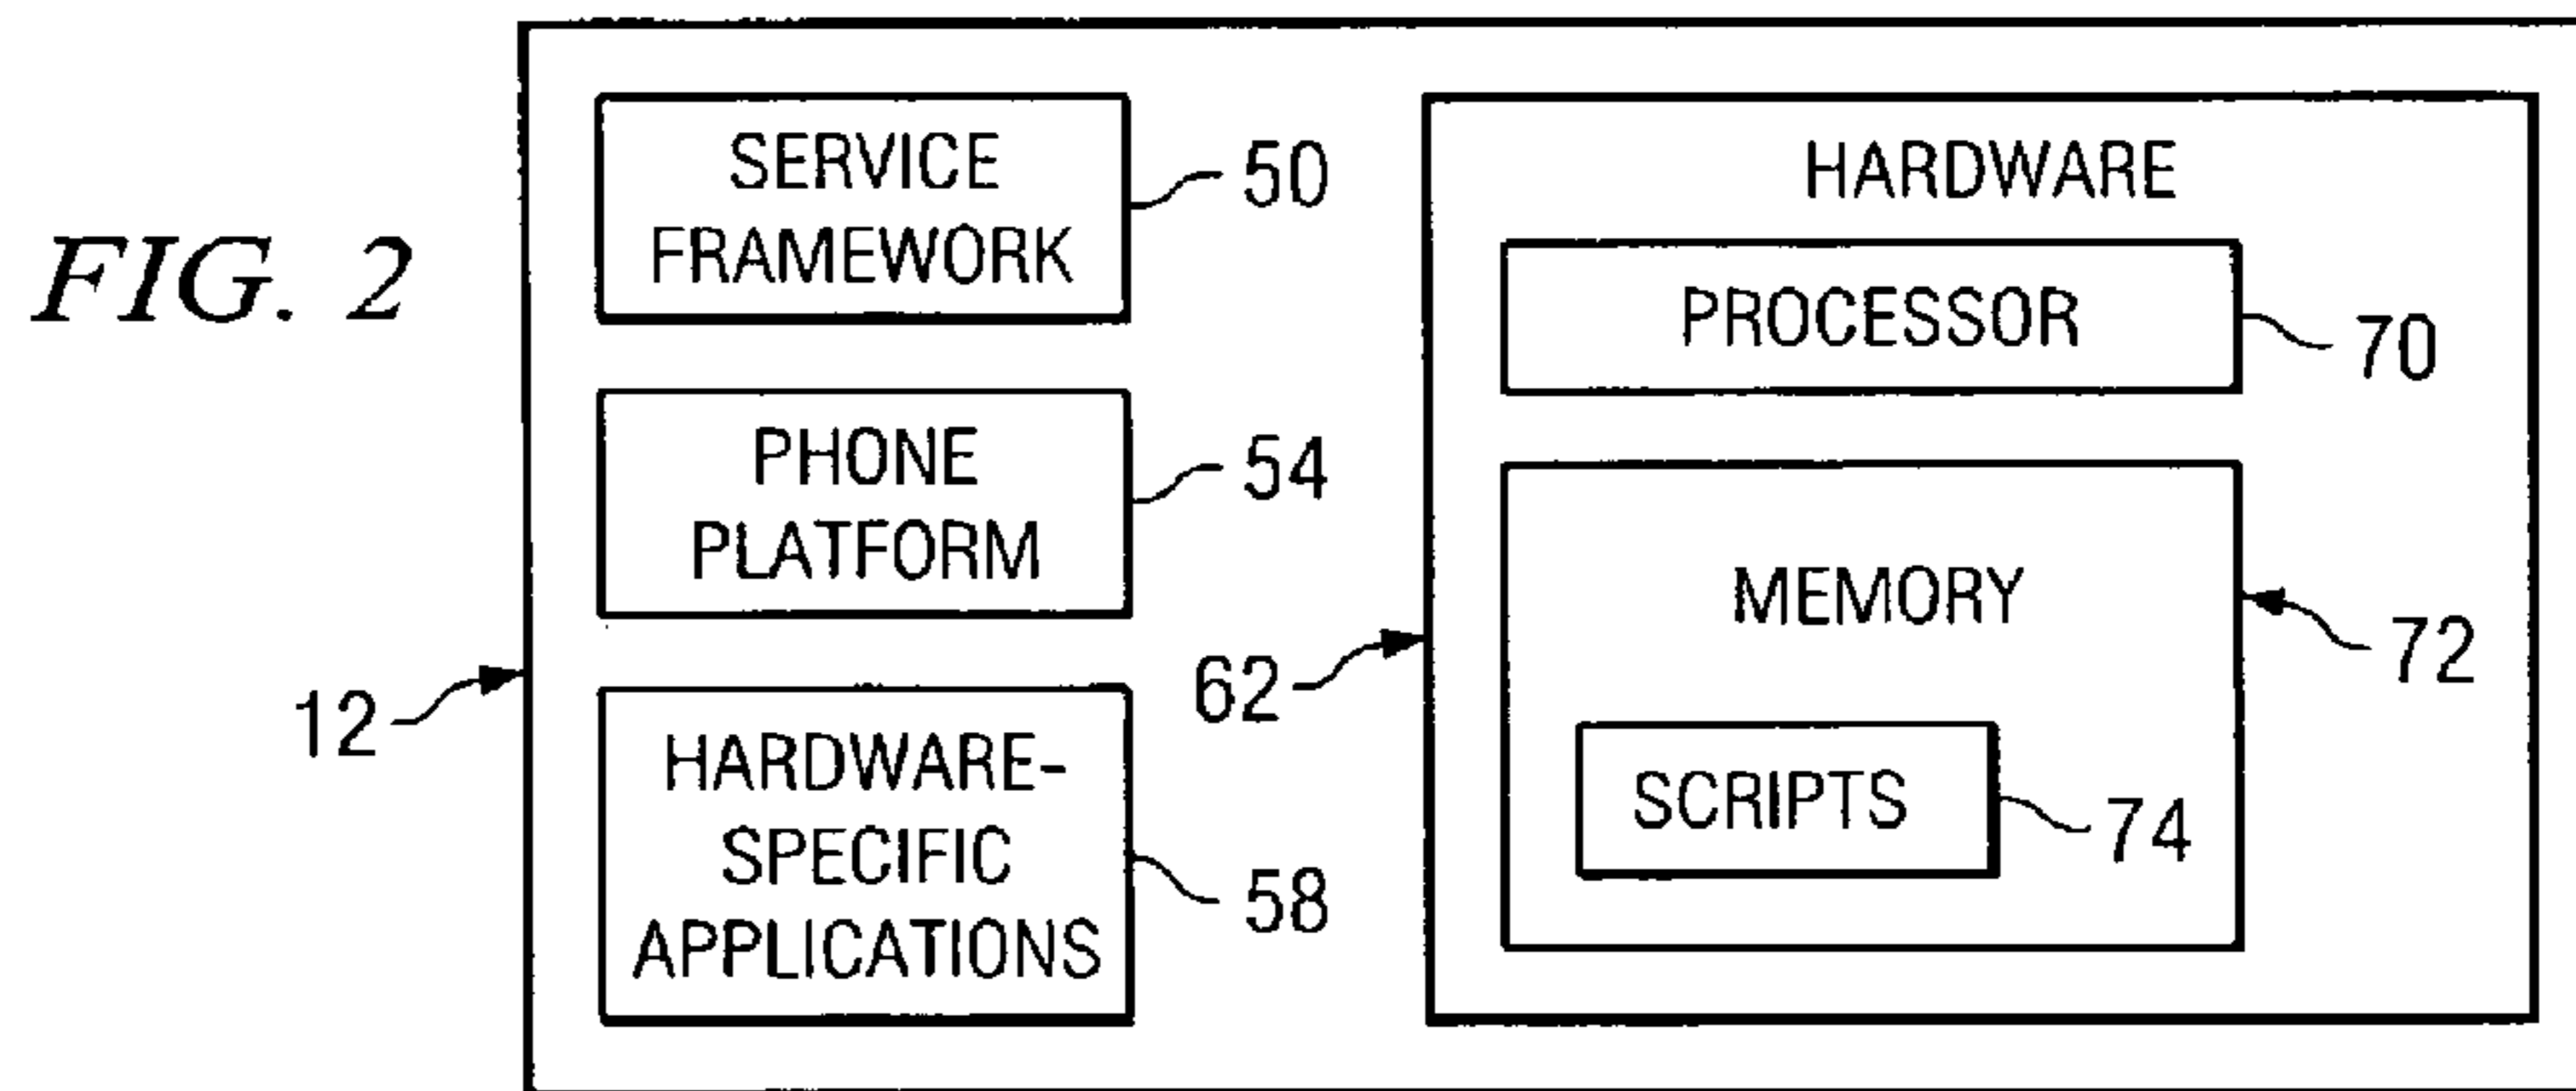 FIG. 2
12
SERVICE
FRAMEWORK
50
PHONE
PLATFORM
54
HARDWARE-
SPECIFIC
APPLICATIONS
58
62
HARDWARE
PROCESSOR
70
MEMORY
72
SCRIPTS
74